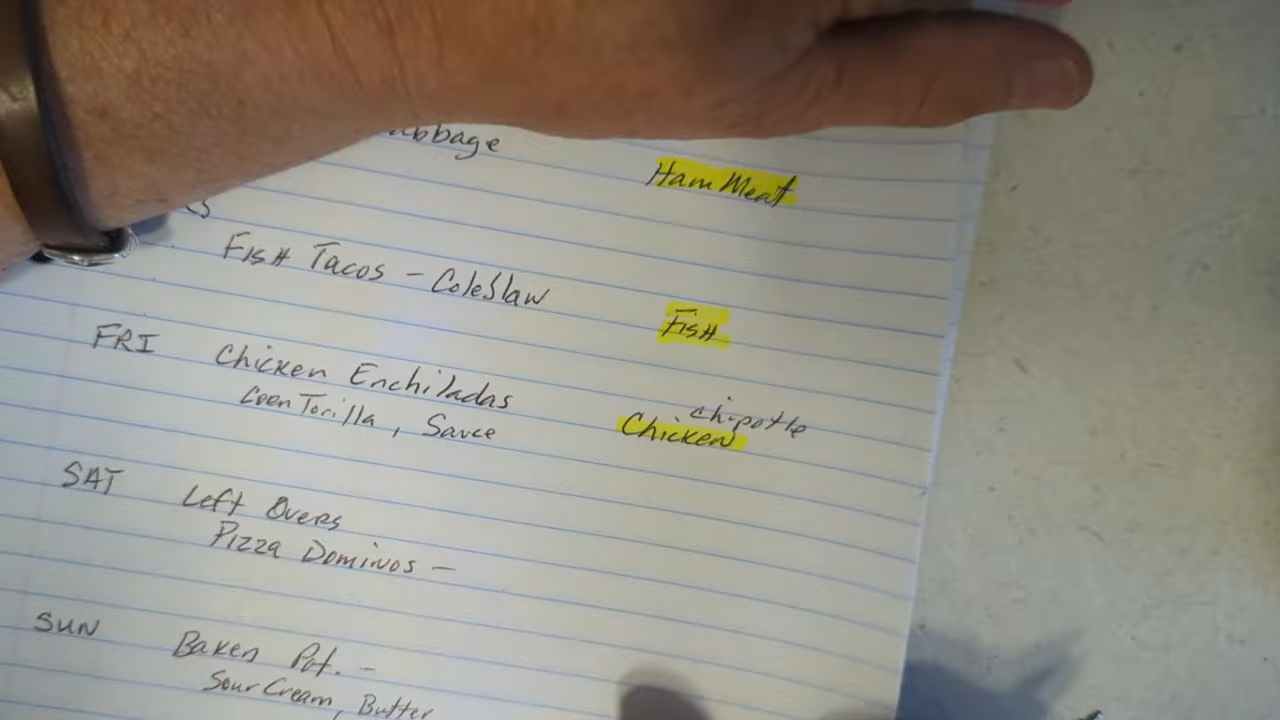 abbage
Ham Meat
Fish Tacos - Coleslaw
Fish
FRI Chicken Enchiladas
Corn Torilla, Sauce
chipotle
Chicken
SAT Left Overs
Pizza Dominos -
SUN Baken Pot. -
Sour Cream, Butter